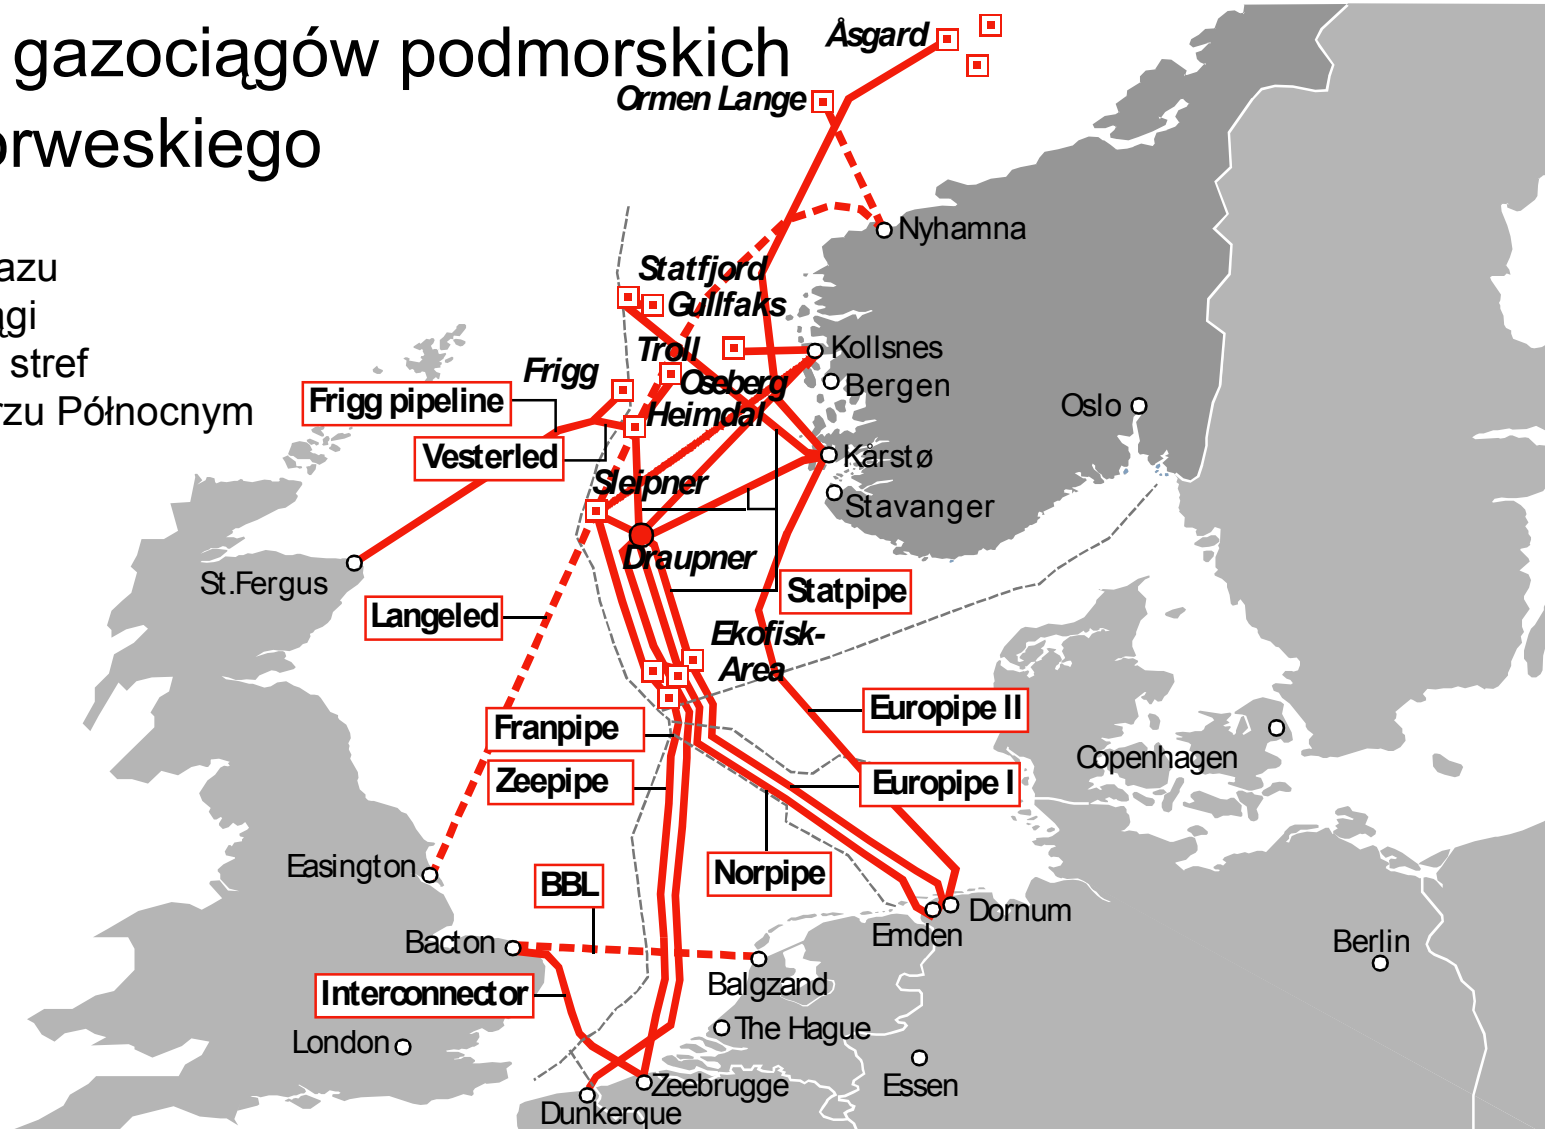 gazociągów podmorskich
orweskiego
azu
ągi
stref
rzu Północnym
Åsgard
Ormen Lange
Nyhamna
Statfjord
Gullfaks
Troll
Kollsnes
Frigg
Oseberg
Bergen
Frigg pipeline
Heimdal
Oslo
Vesterled
Kårstø
Sleipner
Stavanger
Draupner
St.Fergus
Statpipe
Langeled
Ekofisk-
Area
Europipe II
Franpipe
Copenhagen
Zeepipe
Europipe I
Easington
Norpipe
BBL
Dornum
Emden
Bacton
Berlin
Balgzand
Interconnector
The Hague
London
Zeebrugge
Essen
Dunkerque